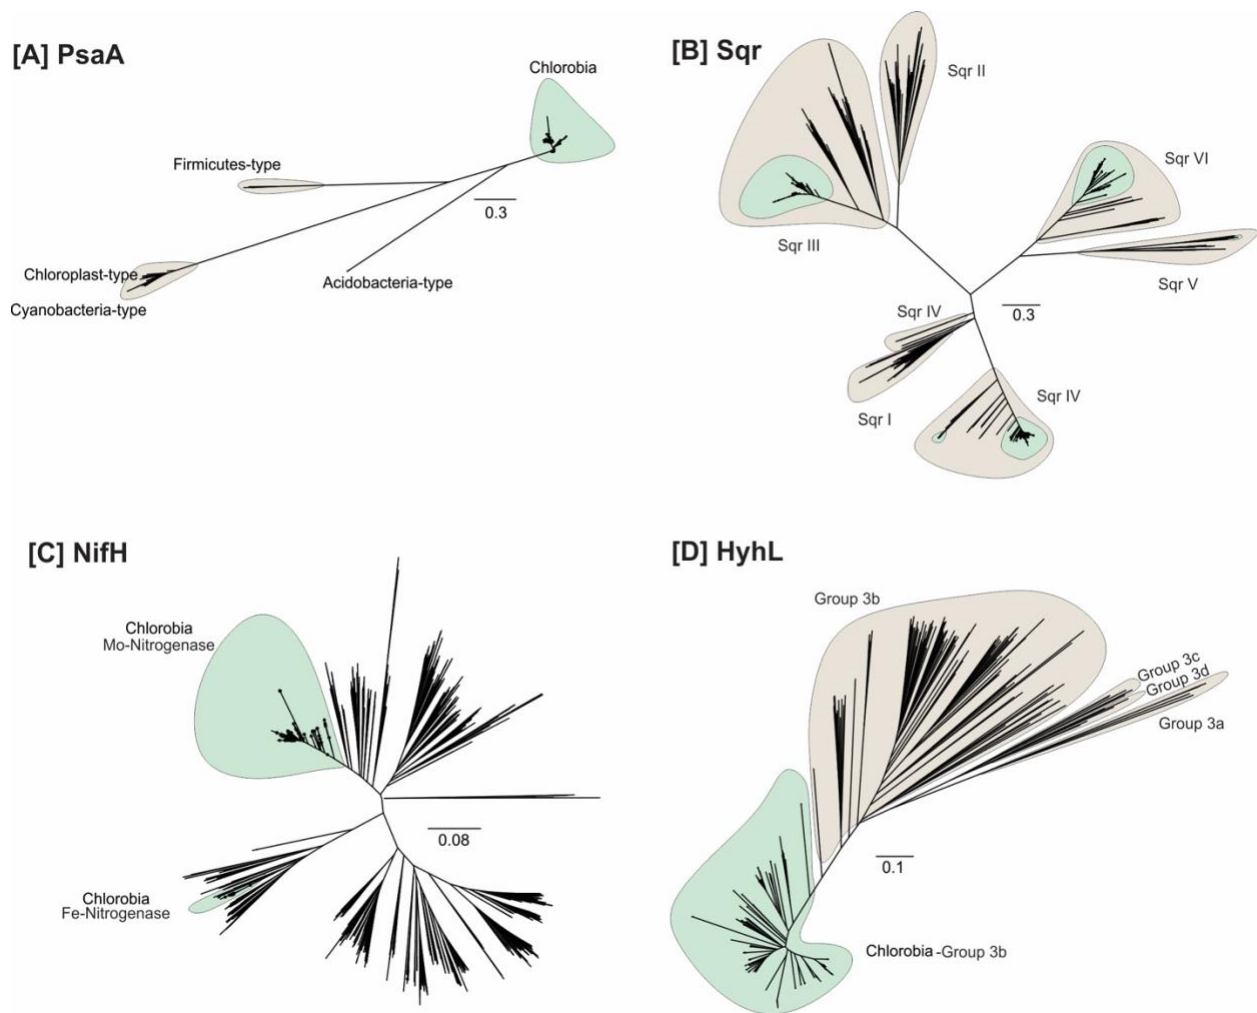 [A] PsaA
Chlorobia
Firmicutes-type
0.3
Chloroplast-type
Acidobacteria-type
Cyanobacteria-type
[B] Sqr
Sqr II
Sqr VI
Sqr III
Sqr V
Sqr IV
0.3
Sqr IV
Sqr I
[C] NifH
Chlorobia
Mo-Nitrogenase
0.08
Chlorobia
Fe-Nitrogenase
[D] HyhL
Group 3b
Group 3c
Group 3d
Group 3a
0.1
Chlorobia-Group 3b